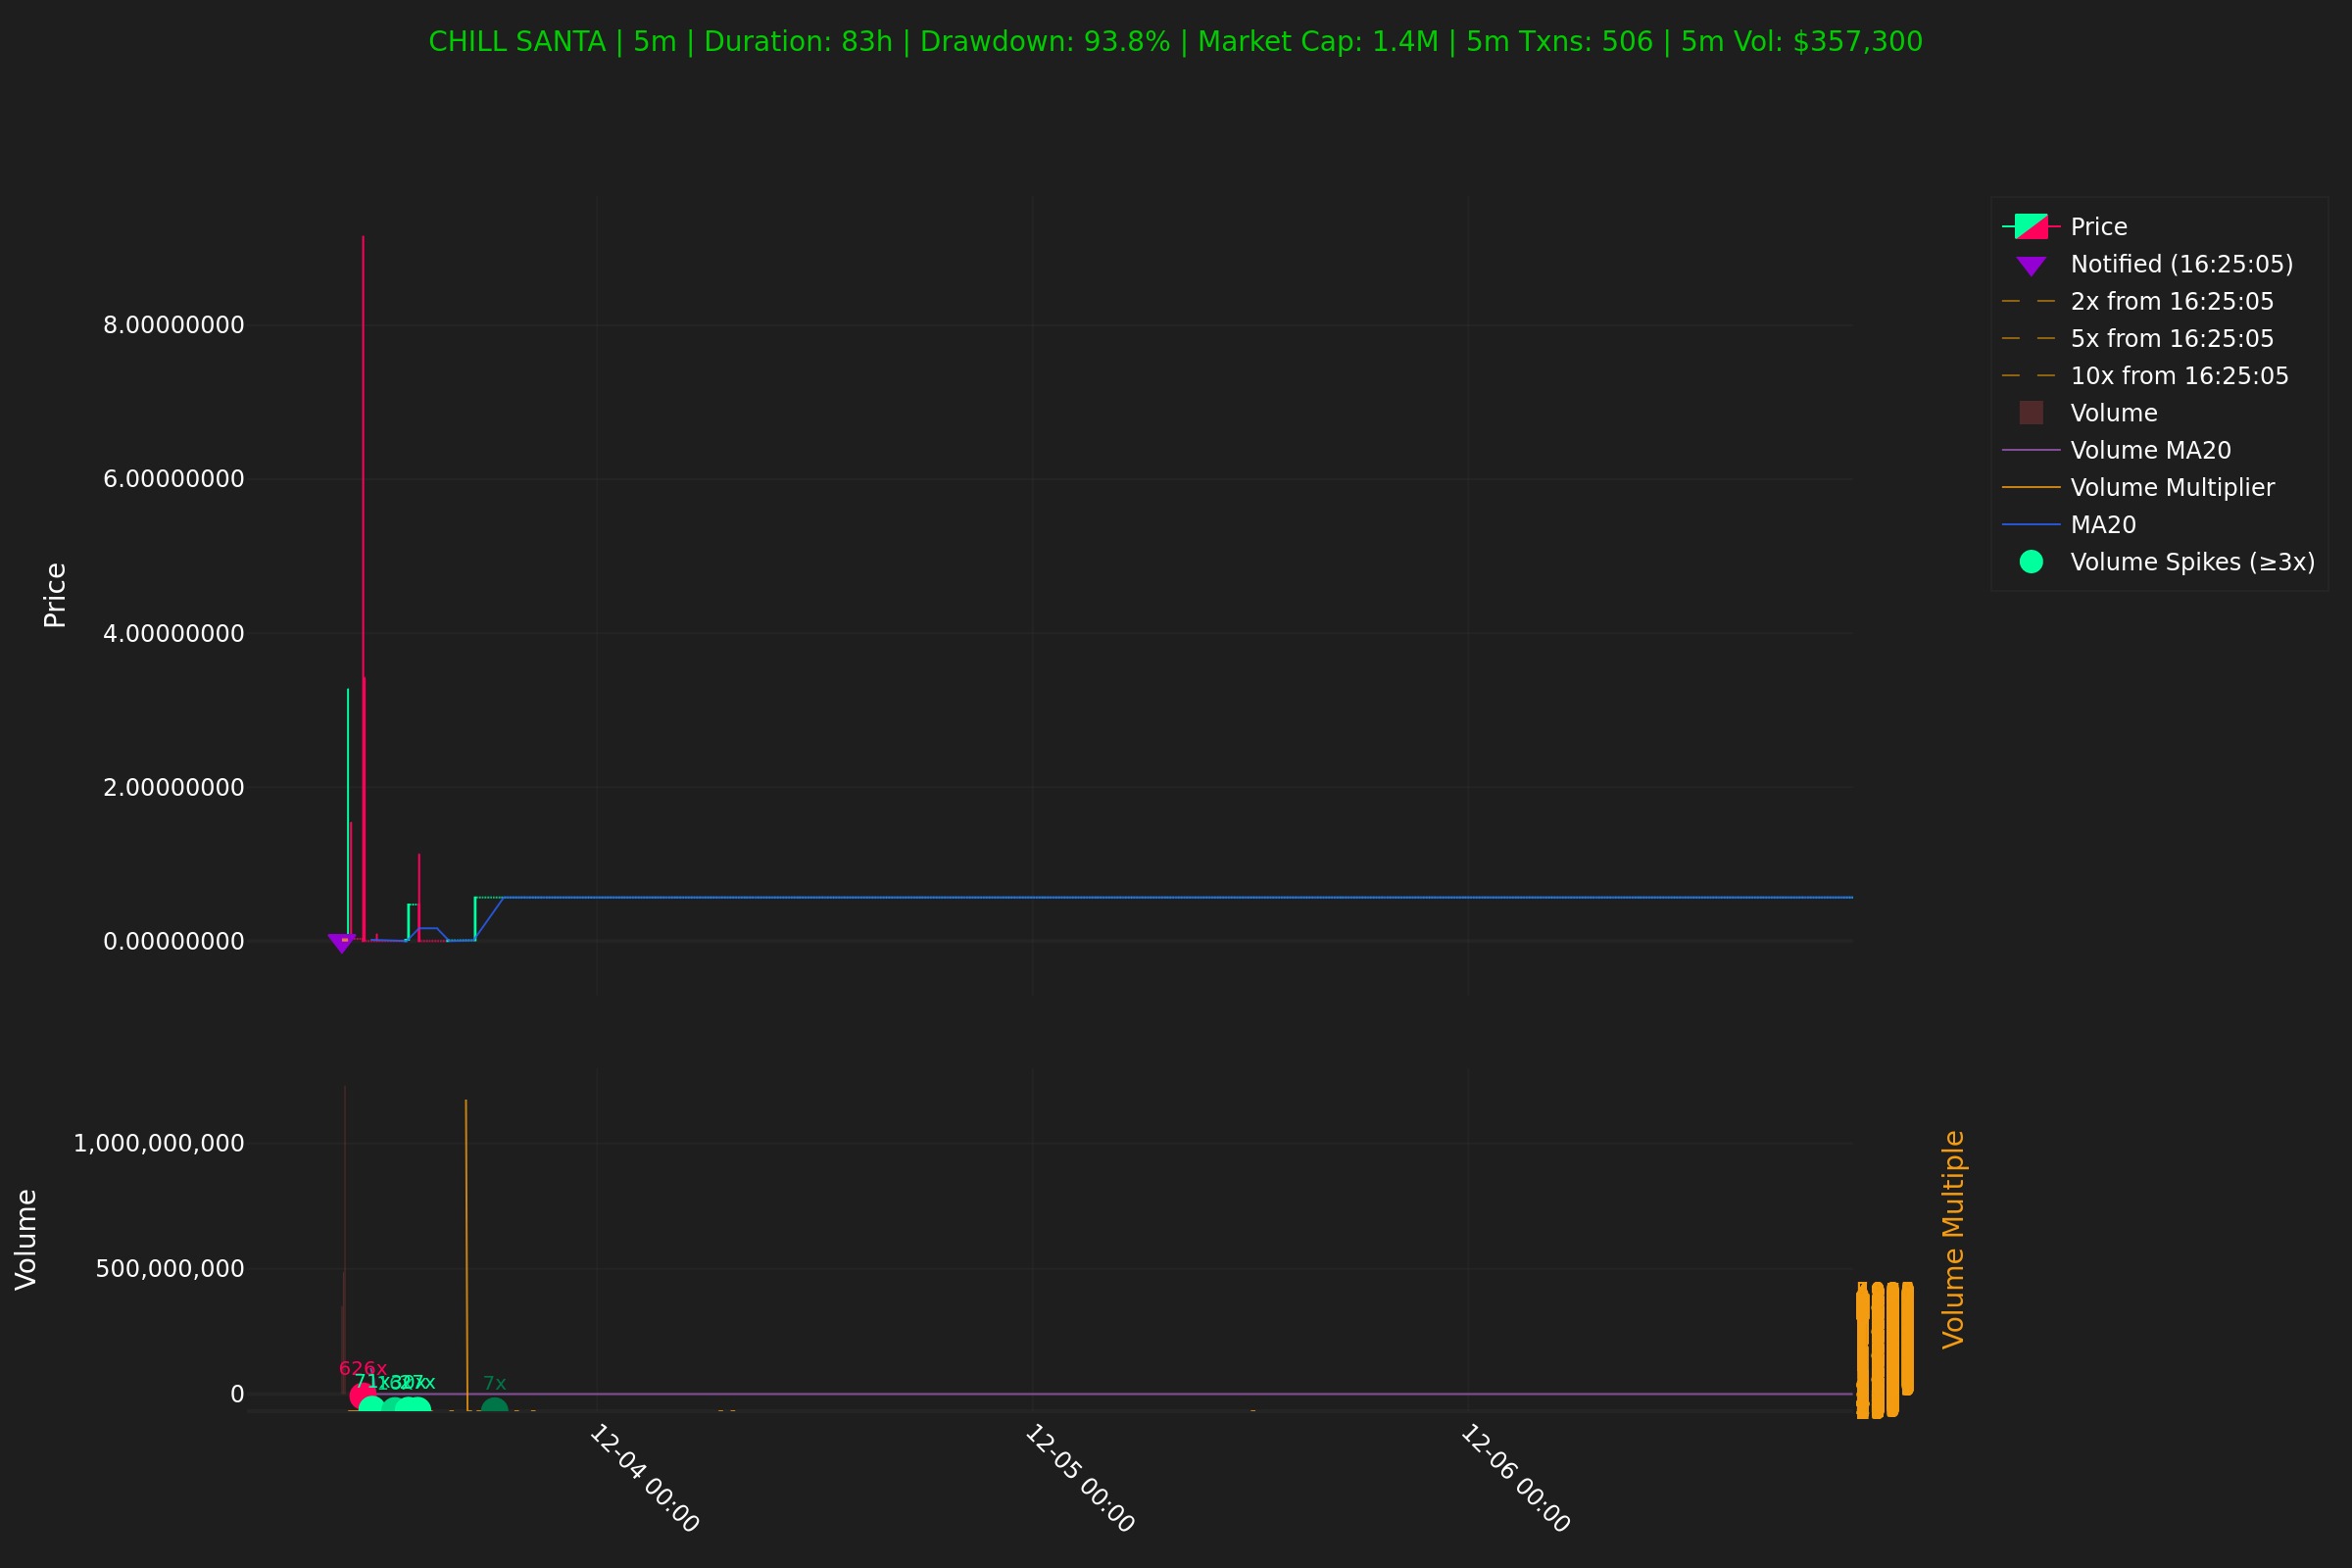 CHILL SANTA | 5m | Duration: 83h | Drawdown: 93.8% | Market Cap: 1.4M | 5m Txns: 506 | 5m Vol: $357,300
Price
8.00000000
6.00000000
4.00000000
2.00000000
0.00000000
Price
Notified (16:25:05)
2x from 16:25:05
5x from 16:25:05
10x from 16:25:05
Volume
Volume MA20
Volume Multiplier
MA20
Volume Spikes (≥3x)
Volume
1,000,000,000
500,000,000
0
626x
71x
7x
Volume Multiple
12-04 00:00
12-05 00:00
12-06 00:00